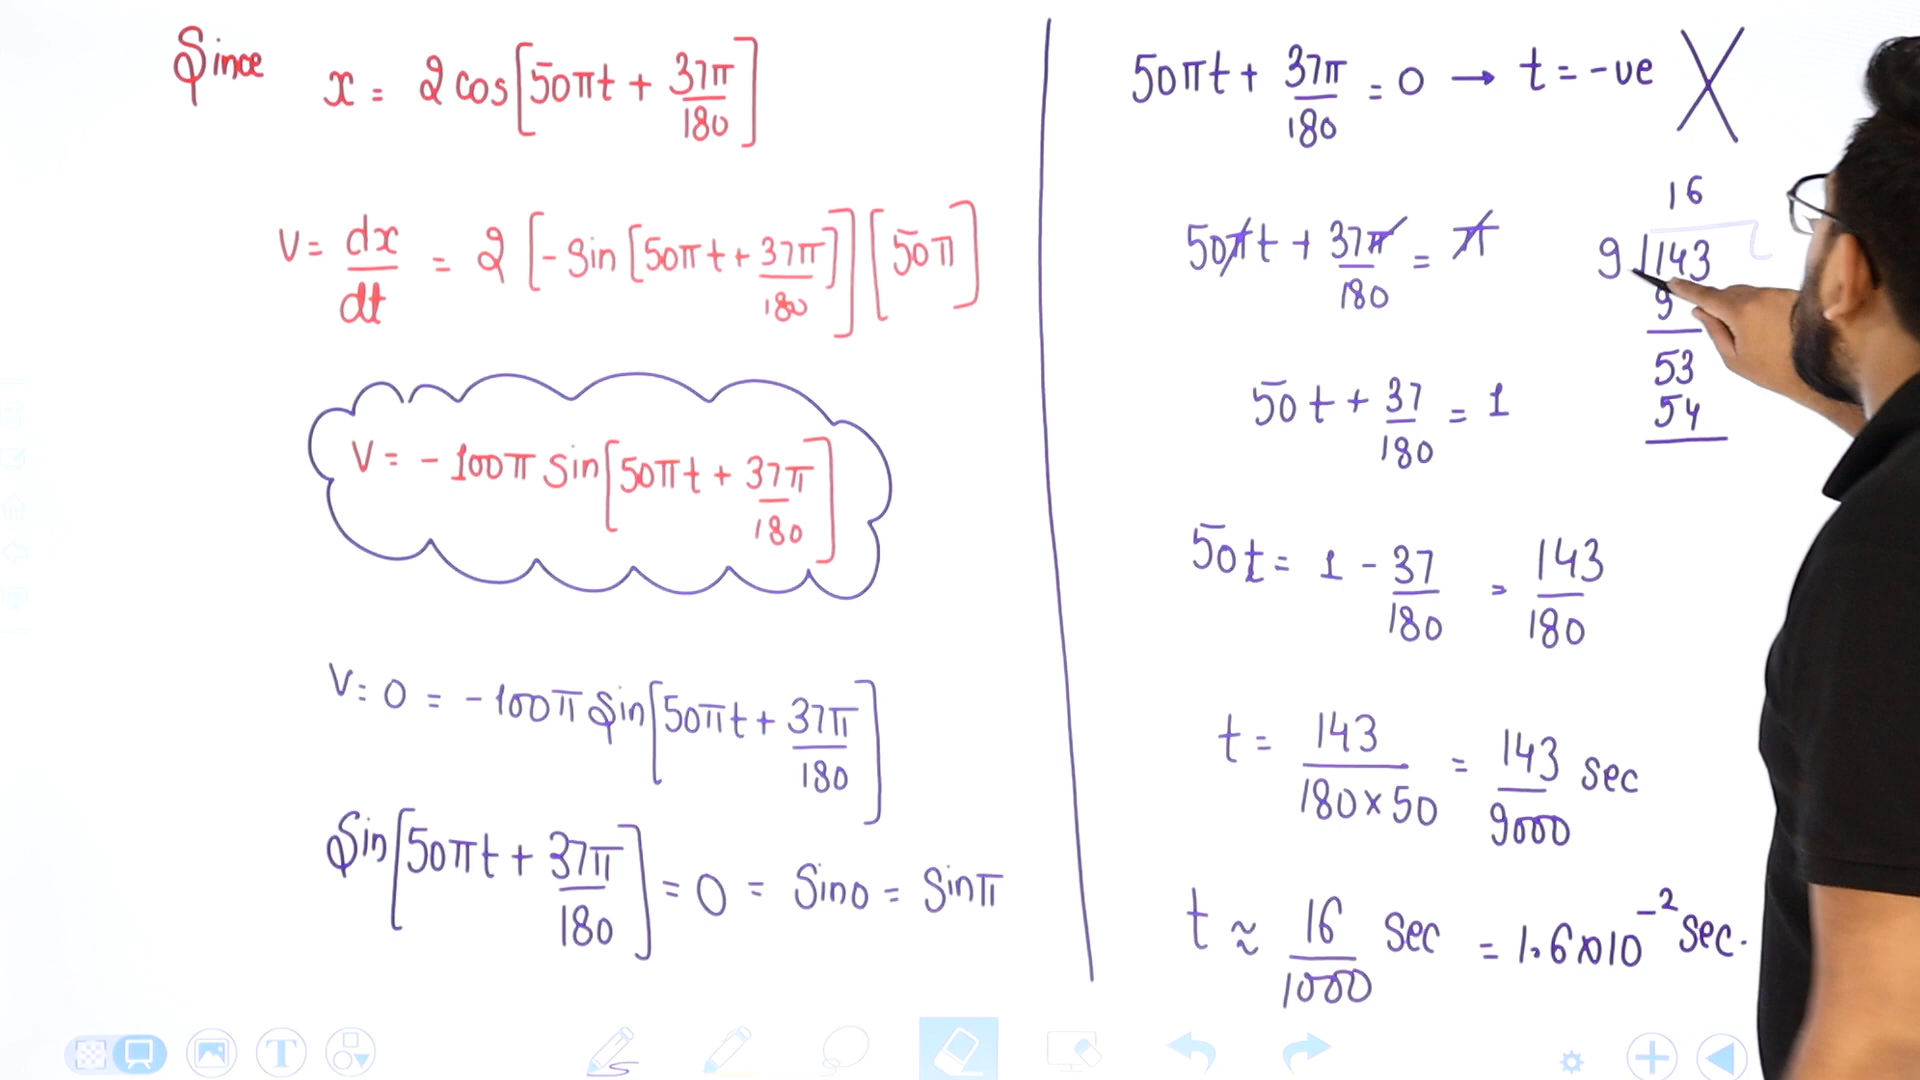 Since x = 2 cos[50πt + 37π/180]
v = dx/dt = 2 [-Sin [50πt + 37π/180]] [50π]
V = -100π Sin[50πt + 37π/180]
V = 0 = -100π Sin[50πt + 37π/180]
Sin[50πt + 37π/180] = 0 = Sin0 = Sinπ
50πt + 37π/180 = 0 → t = -ve X
50πt + 37π/180 = π
16
9 143
9
53
54
50t + 37/180 = 1
50t = 1 - 37/180 = 143/180
t = 143/180×50 = 143/9000 sec
t ≈ 16/1000 Sec = 1.6×10⁻² Sec.
T